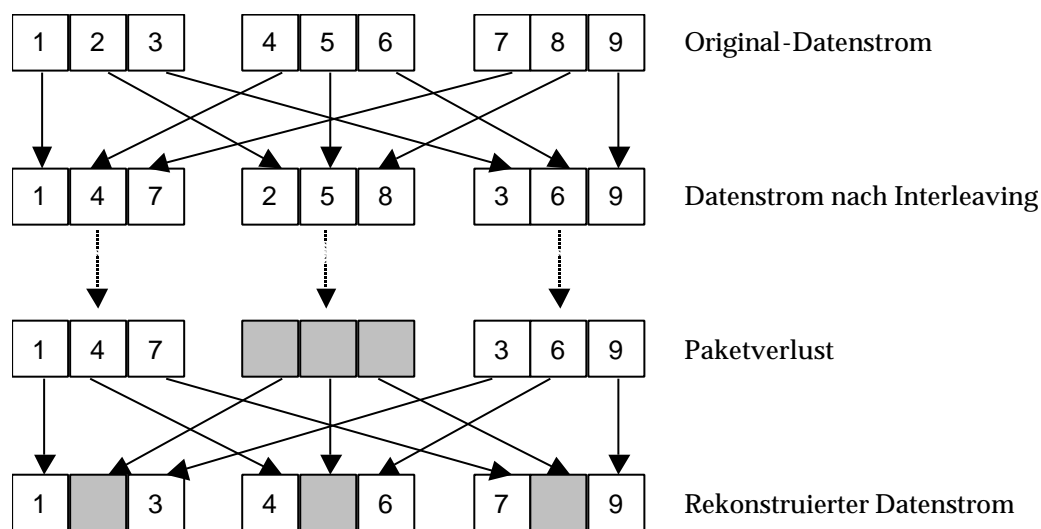 1 2 3 4 5 6 7 8 9 Original-Datenstrom
1 4 7 2 5 8 3 6 9 Datenstrom nach Interleaving
1 4 7 3 6 9 Paketverlust
1 3 4 6 7 9 Rekonstruierter Datenstrom